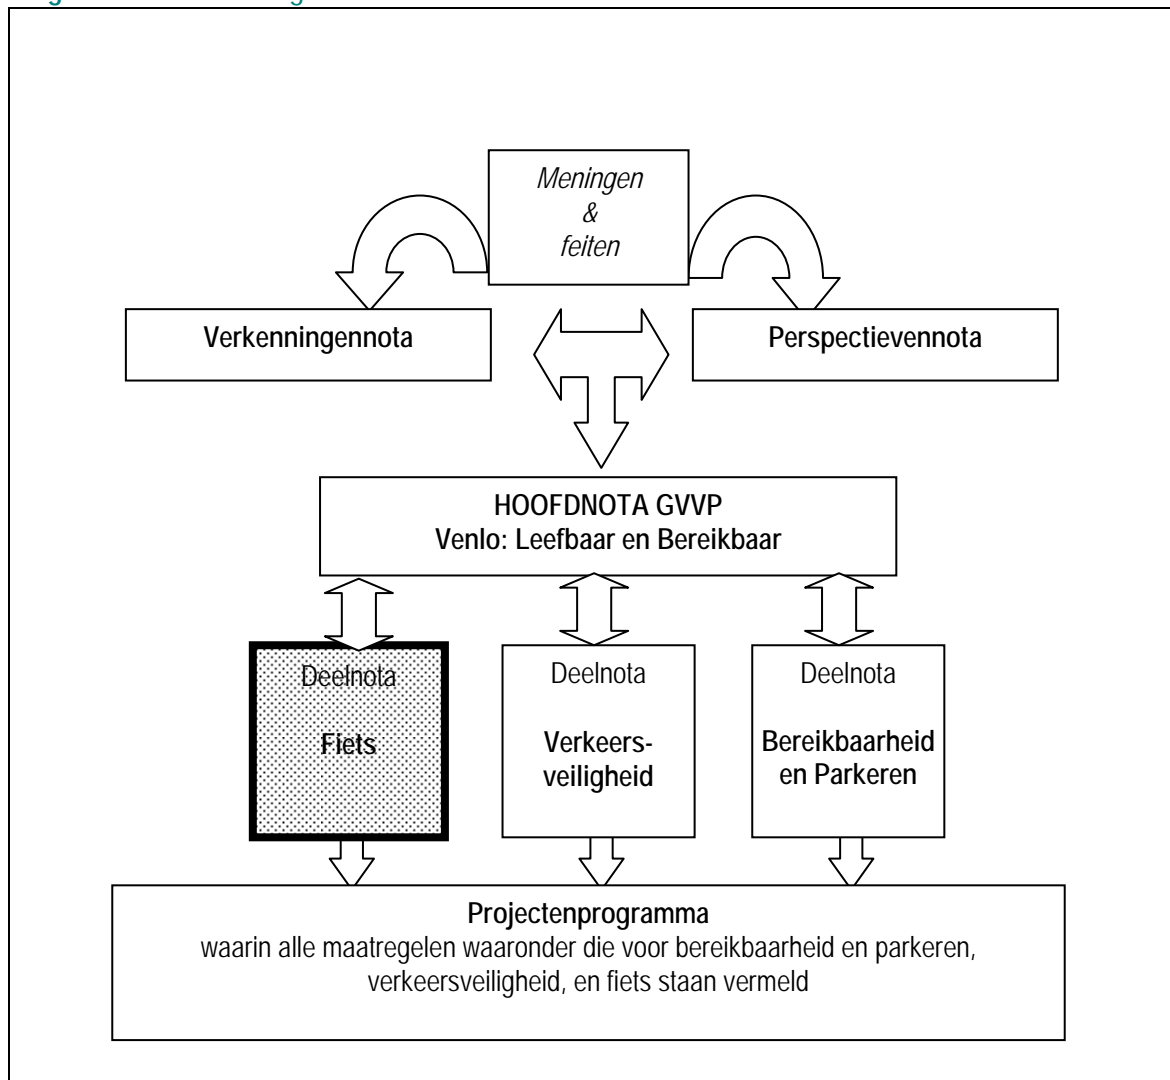 Meningen
&
feiten
Verkenningennota
Perspectievennota
HOOFDNOTA GVVP
Venlo: Leefbaar en Bereikbaar
Deelnota
Fiets
Deelnota
Verkeers-
veiligheid
Deelnota
Bereikbaarheid
en Parkeren
Projectenprogramma
waarin alle maatregelen waaronder die voor bereikbaarheid en parkeren,
verkeersveiligheid, en fiets staan vermeld